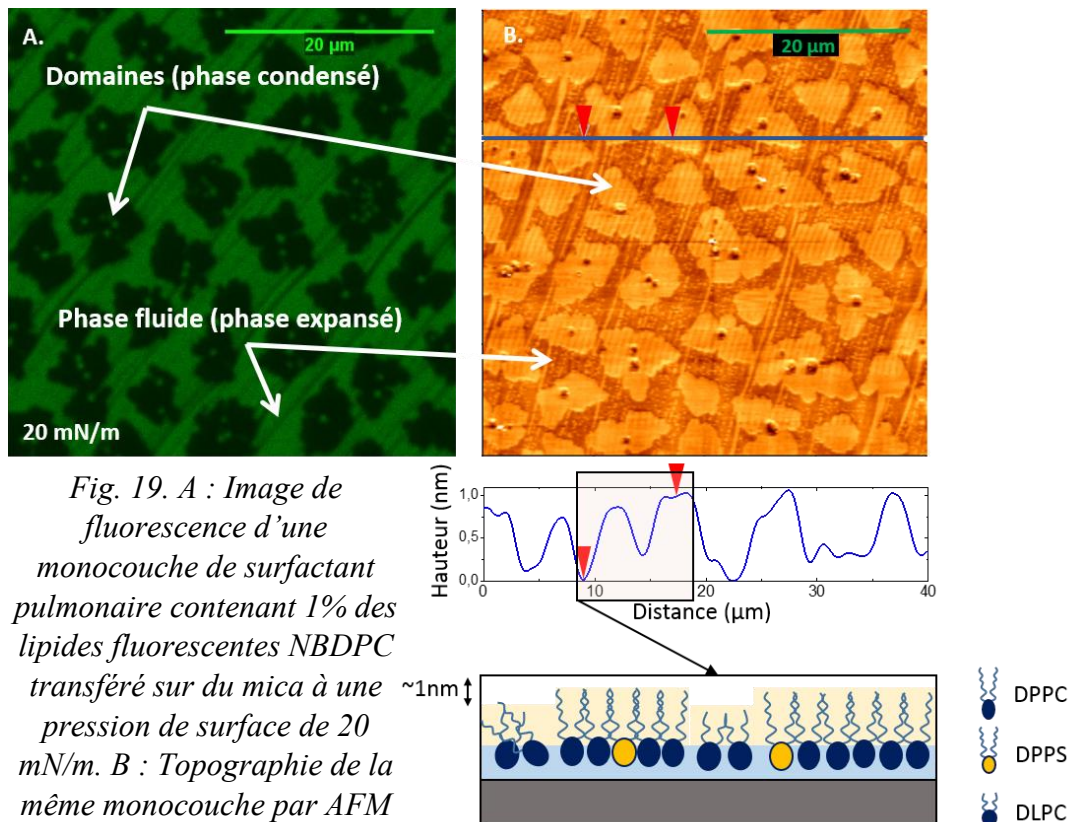 A.
20 µm
Domaines (phase condensé)
Phase fluide (phase expansé)
20 mN/m
B.
20 µm
Fig. 19. A : Image de
fluorescence d’une
monocouche de surfactant
pulmonaire contenant 1% des
lipides fluorescentes NBDPC
transféré sur du mica à une
pression de surface de 20
mN/m. B : Topographie de la
même monocouche par AFM
Hauteur (nm)
1,0
0,5
0,0
0 10 20 30 40
Distance (µm)
~1nm
DPPC
DPPS
DLPC